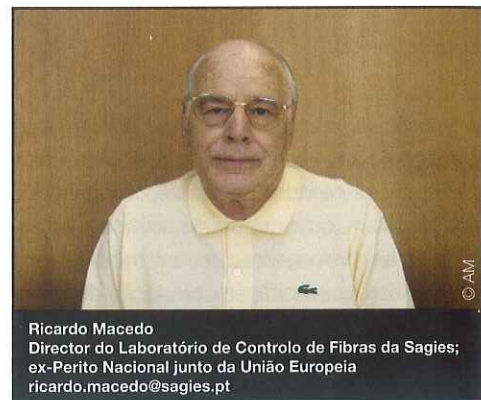 © AM
Ricardo Macedo
Director do Laboratório de Controlo de Fibras da Sagies;
ex-Perito Nacional junto da União Europeia
ricardo.macedo@sagies.pt